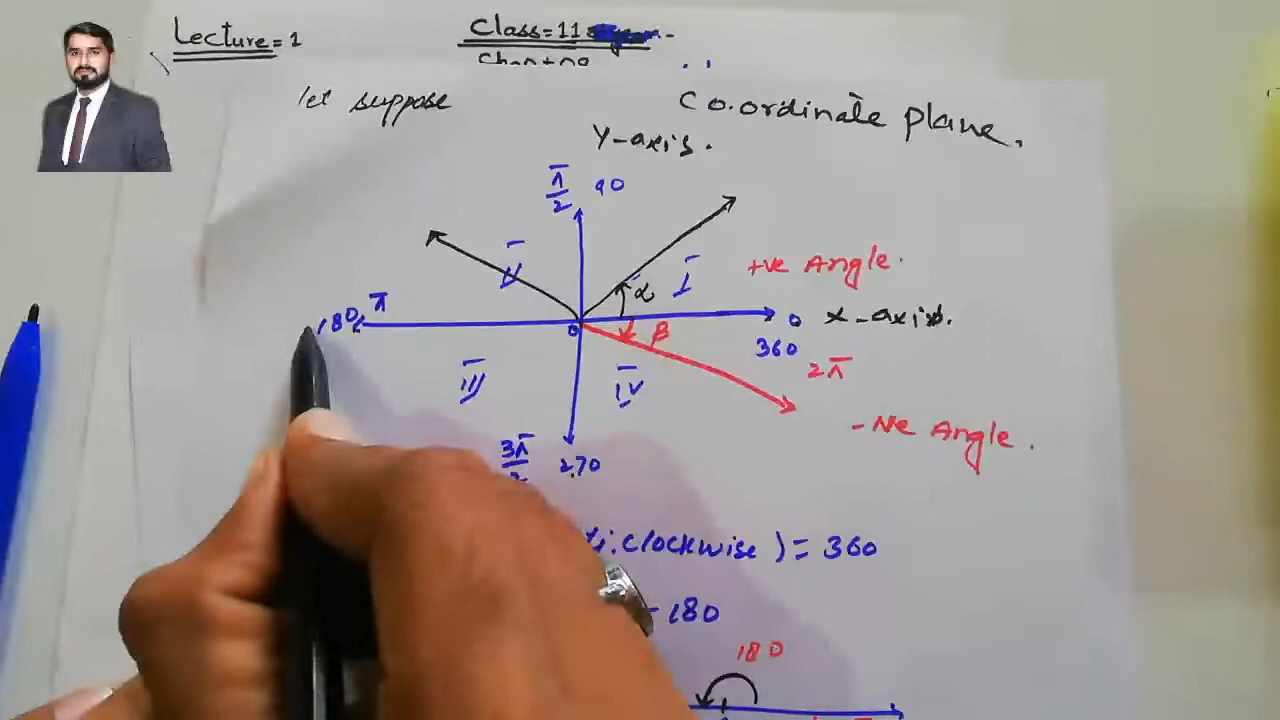 Lecture = 1
Class = 11
let suppose
Co.ordinate plane.
Y-axis.
π/2 90
I
II
+ve Angle.
α
180 π
0
0 x-axis.
β
360
2π
III
IV
-Ne Angle.
3π/2 270
clockwise ) = 360
180
180